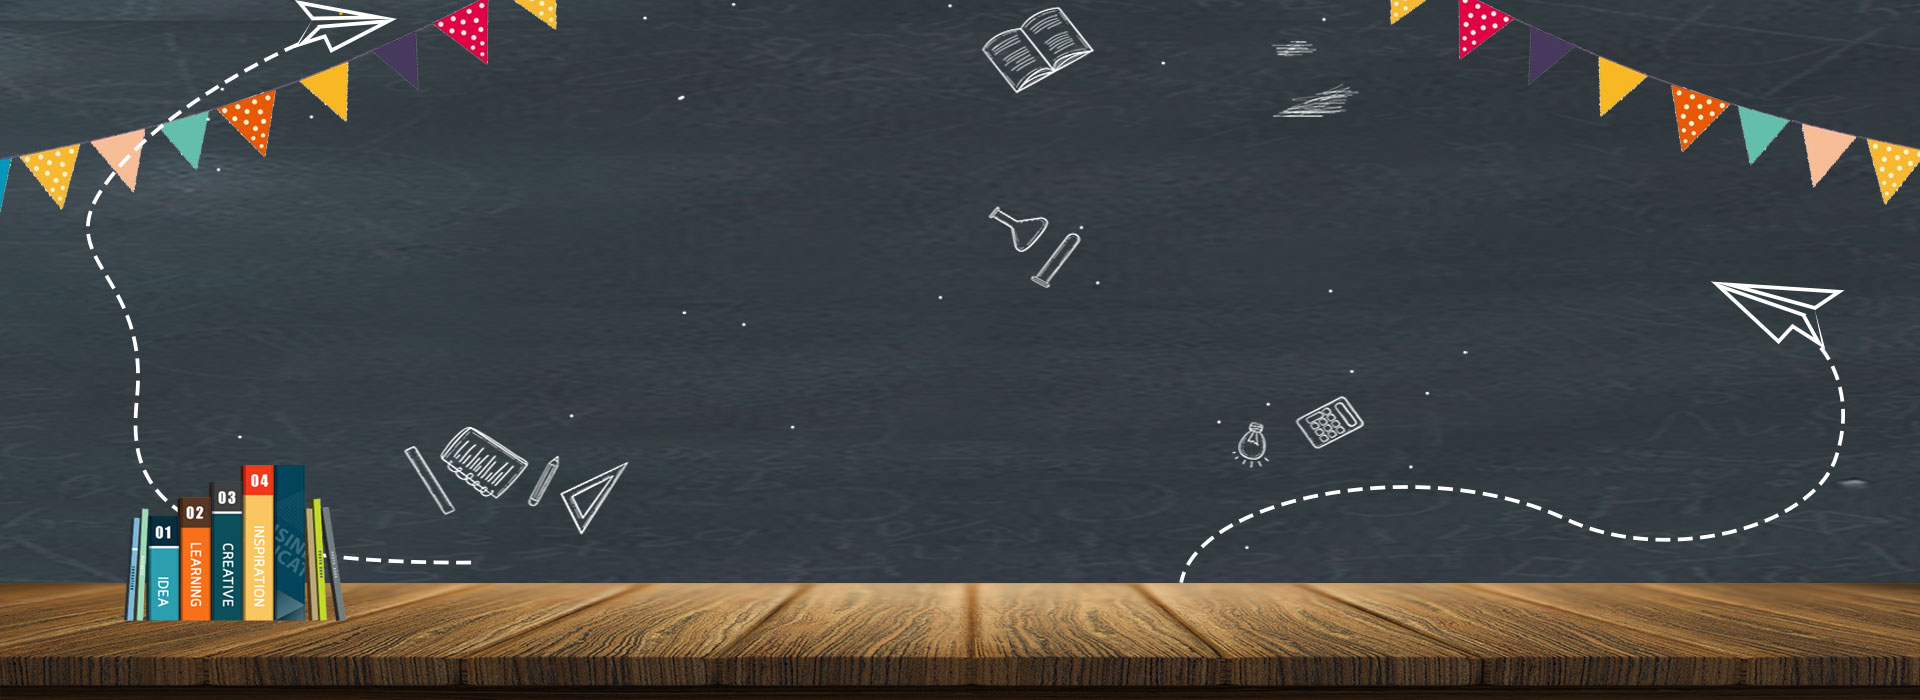 01
IDEA
02
LEARNING
03
CREATIVE
04
INSPIRATION